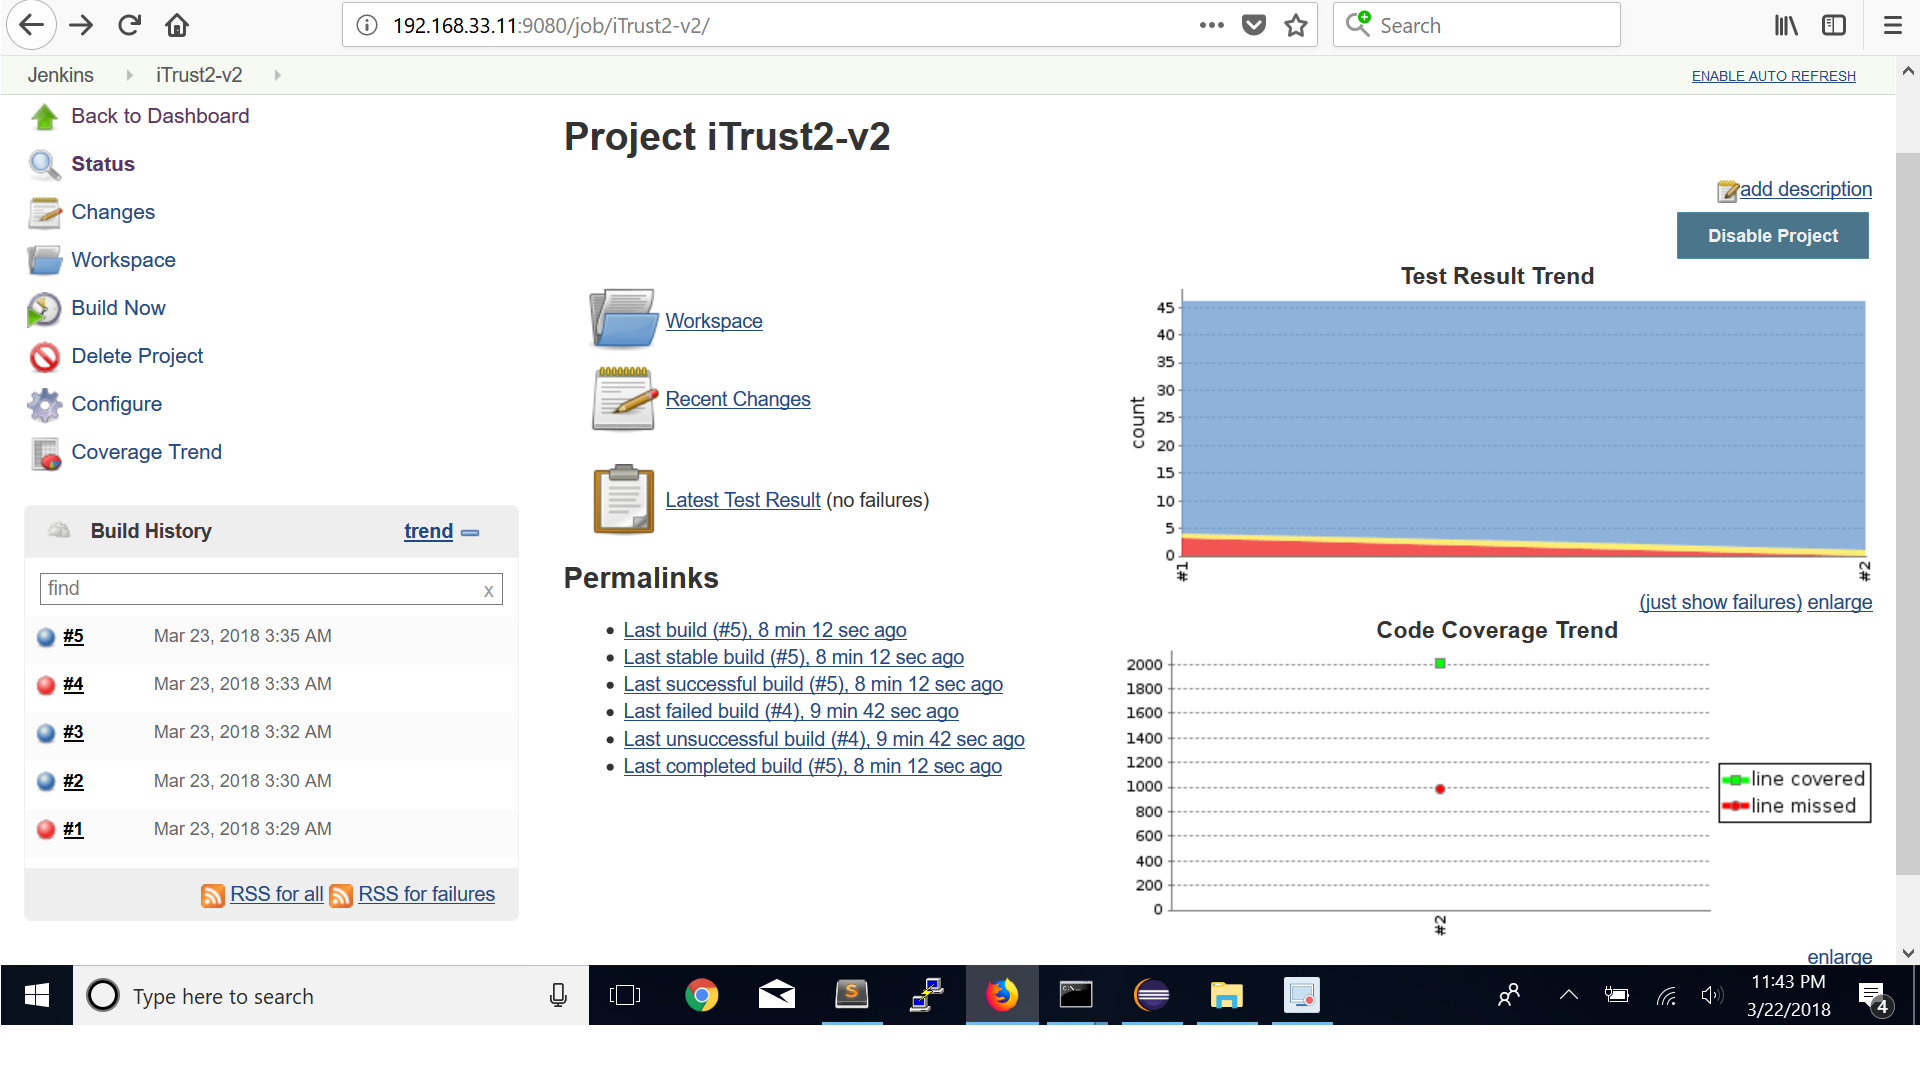 192.168.33.11:9080/job/iTrust2-v2/
Search
Jenkins
iTrust2-v2
ENABLE AUTO REFRESH
Back to Dashboard
Status
Changes
Workspace
Build Now
Delete Project
Configure
Coverage Trend
Build History
trend
find
x
#5 Mar 23, 2018 3:35 AM
#4 Mar 23, 2018 3:33 AM
#3 Mar 23, 2018 3:32 AM
#2 Mar 23, 2018 3:30 AM
#1 Mar 23, 2018 3:29 AM
RSS for all
RSS for failures
Project iTrust2-v2
add description
Disable Project
Workspace
Recent Changes
Latest Test Result (no failures)
Permalinks
Last build (#5), 8 min 12 sec ago
Last stable build (#5), 8 min 12 sec ago
Last successful build (#5), 8 min 12 sec ago
Last failed build (#4), 9 min 42 sec ago
Last unsuccessful build (#4), 9 min 42 sec ago
Last completed build (#5), 8 min 12 sec ago
Test Result Trend
45
40
35
30
25
20
15
10
5
0
count
#1
#2
(just show failures) enlarge
Code Coverage Trend
2000
1800
1600
1400
1200
1000
800
600
400
200
0
#2
line covered
line missed
enlarge
Type here to search
S
11:43 PM
3/22/2018
4